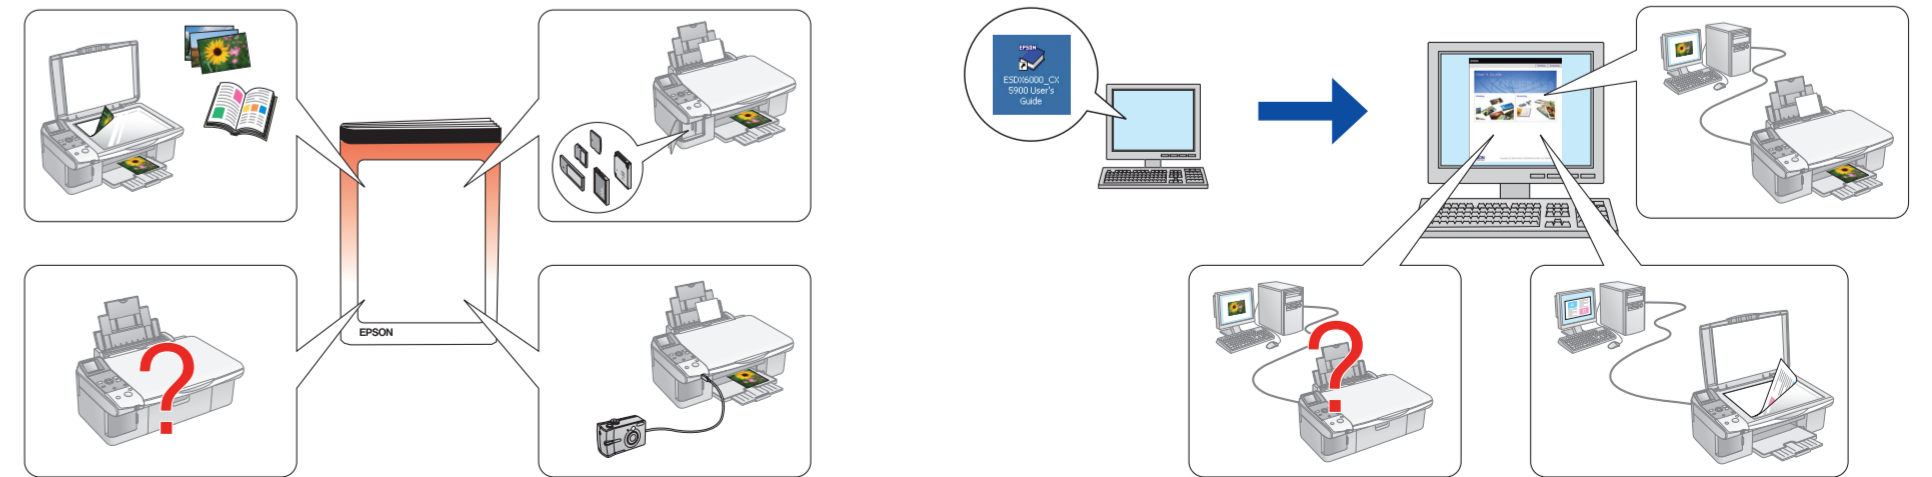 EPSON
EPSON
ESDX6000_CX
5900 User's
Guide